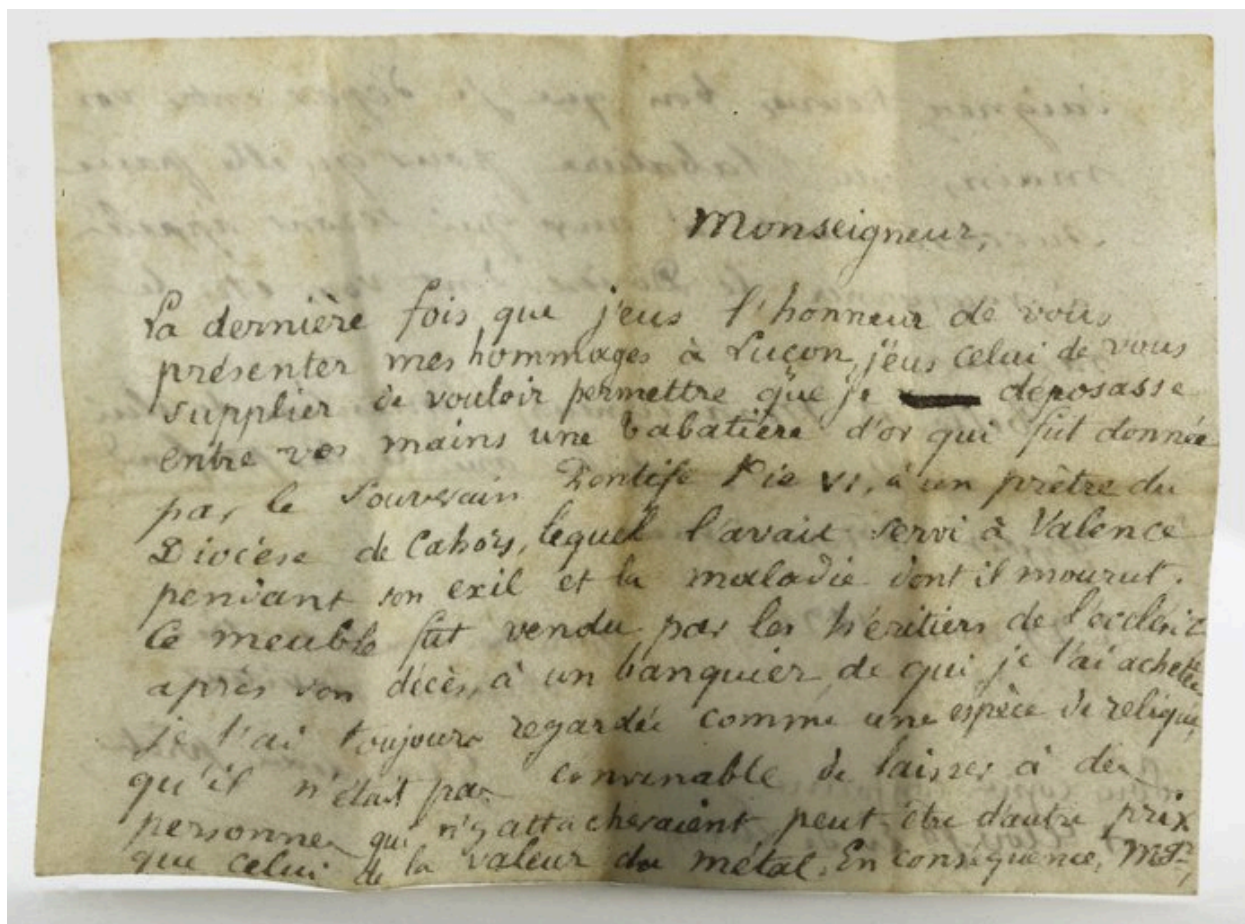 Monseigneur,
La dernière fois que j'eus l'honneur de vous
présenter mes hommages à Luçon, j'eus celui de vous
supplier de vouloir permettre que je déposasse
entre vos mains une tabatière d'or qui fut donnée
par le Souverain Pontife Pie VI, à un prêtre du
Diocèse de Cahors, lequel l'avait servi à Valence
pendant son exil et la maladie dont il mourut.
Ce meuble fut vendu par les héritiers de
après son décès, à un banquier de qui je l'ai achetée
je l'ai toujours regardée comme une espèce de relique,
qu'il n'était pas convenable de laisser à des
personnes qui n'y attacheraient peut être d'autre prix
que celui de la valeur du métal. En conséquence, Mgr,